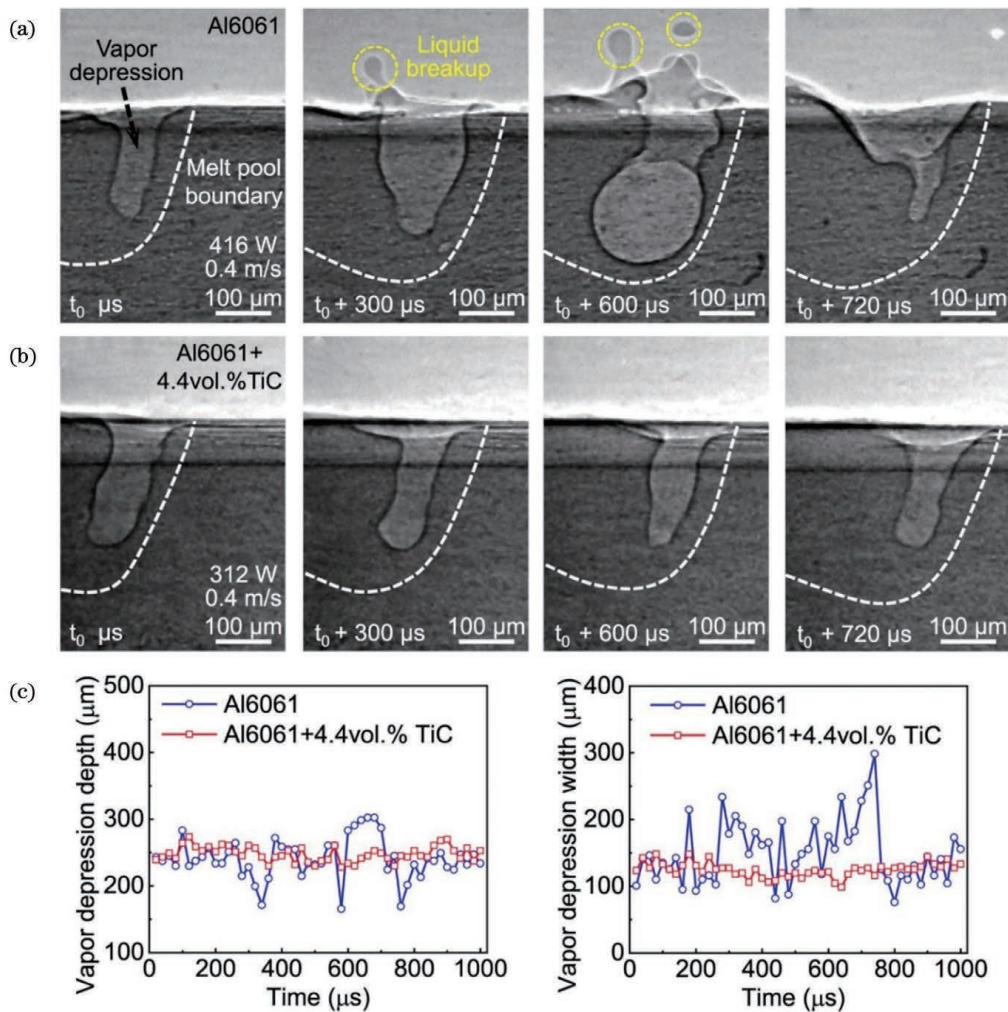 (a)
Al6061
Vapor
depression
Melt pool
boundary
416 W
0.4 m/s
t₀ μs
100 μm
Liquid
breakup
t₀ + 300 μs
100 μm
t₀ + 600 μs
100 μm
t₀ + 720 μs
100 μm
(b)
Al6061+
4.4vol.%TiC
312 W
0.4 m/s
t₀ μs
100 μm
t₀ + 300 μs
100 μm
t₀ + 600 μs
100 μm
t₀ + 720 μs
100 μm
(c)
Vapor depression depth (μm)
500
400
300
200
100
Al6061
Al6061+4.4vol.% TiC
0 200 400 600 800 1000
Time (μs)
Vapor depression width (μm)
400
300
200
100
0
Al6061
Al6061+4.4vol.% TiC
0 200 400 600 800 1000
Time (μs)